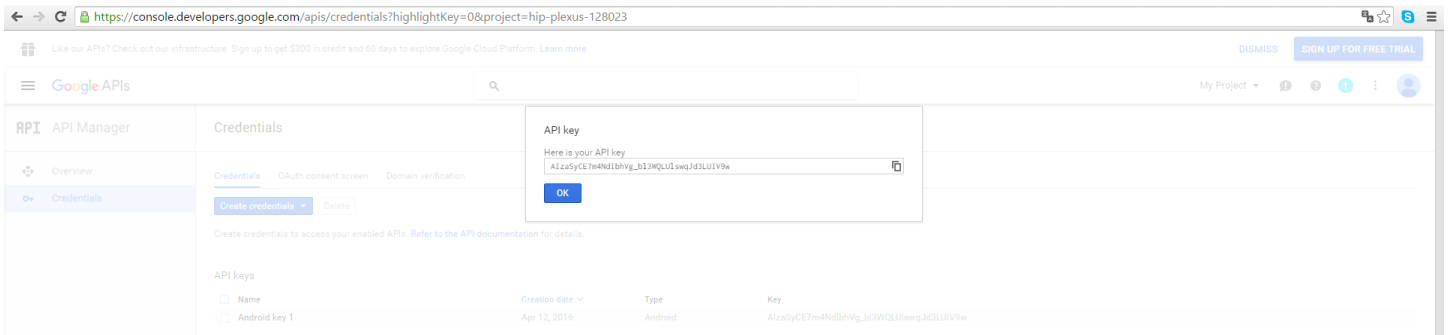 https://console.developers.google.com/apis/credentials?highlightKey=0&project=hip-plexus-128023
Like our APIs? Check out our infrastructure. Sign up to get $300 in credit and 60 days to explore Google Cloud Platform. Learn more
DISMISS
SIGN UP FOR FREE TRIAL
Google APIs
My Project
1
API API Manager
Credentials
Overview
Credentials
Credentials OAuth consent screen Domain verification
Create credentials Delete
Create credentials to access your enabled APIs. Refer to the API documentation for details.
API key
Here is your API key
AIzaSyCE7m4NdIbhVg_bl3WQLUlswqJd3LUIV9w
OK
API keys
Name Creation date Type Key
Android key 1 Apr 12, 2016 Android AIzaSyCE7m4NdIbhVg_bl3WQLUlswqJd3LUIV9w